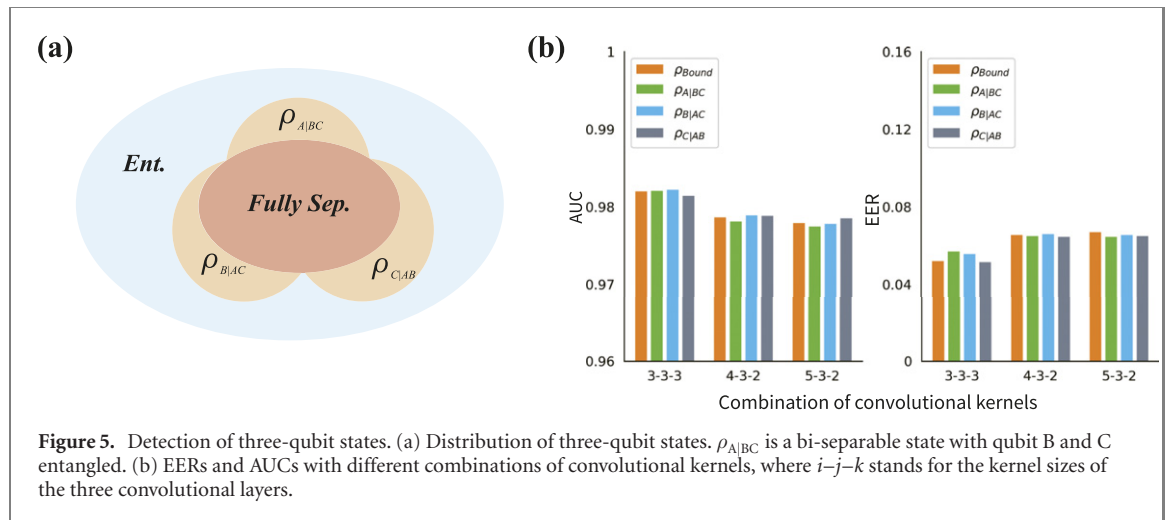 (a)
ρA|BC
Ent.
Fully Sep.
ρB|AC
ρC|AB
(b)
1
0.99
0.98
0.97
0.96
AUC
ρBound
ρA|BC
ρB|AC
ρC|AB
3-3-3
4-3-2
5-3-2
0.16
0.12
0.08
0.04
0
EER
ρBound
ρA|BC
ρB|AC
ρC|AB
3-3-3
4-3-2
5-3-2
Combination of convolutional kernels
Figure 5. Detection of three-qubit states. (a) Distribution of three-qubit states. ρA|BC is a bi-separable state with qubit B and C
entangled. (b) EERs and AUCs with different combinations of convolutional kernels, where i–j–k stands for the kernel sizes of
the three convolutional layers.